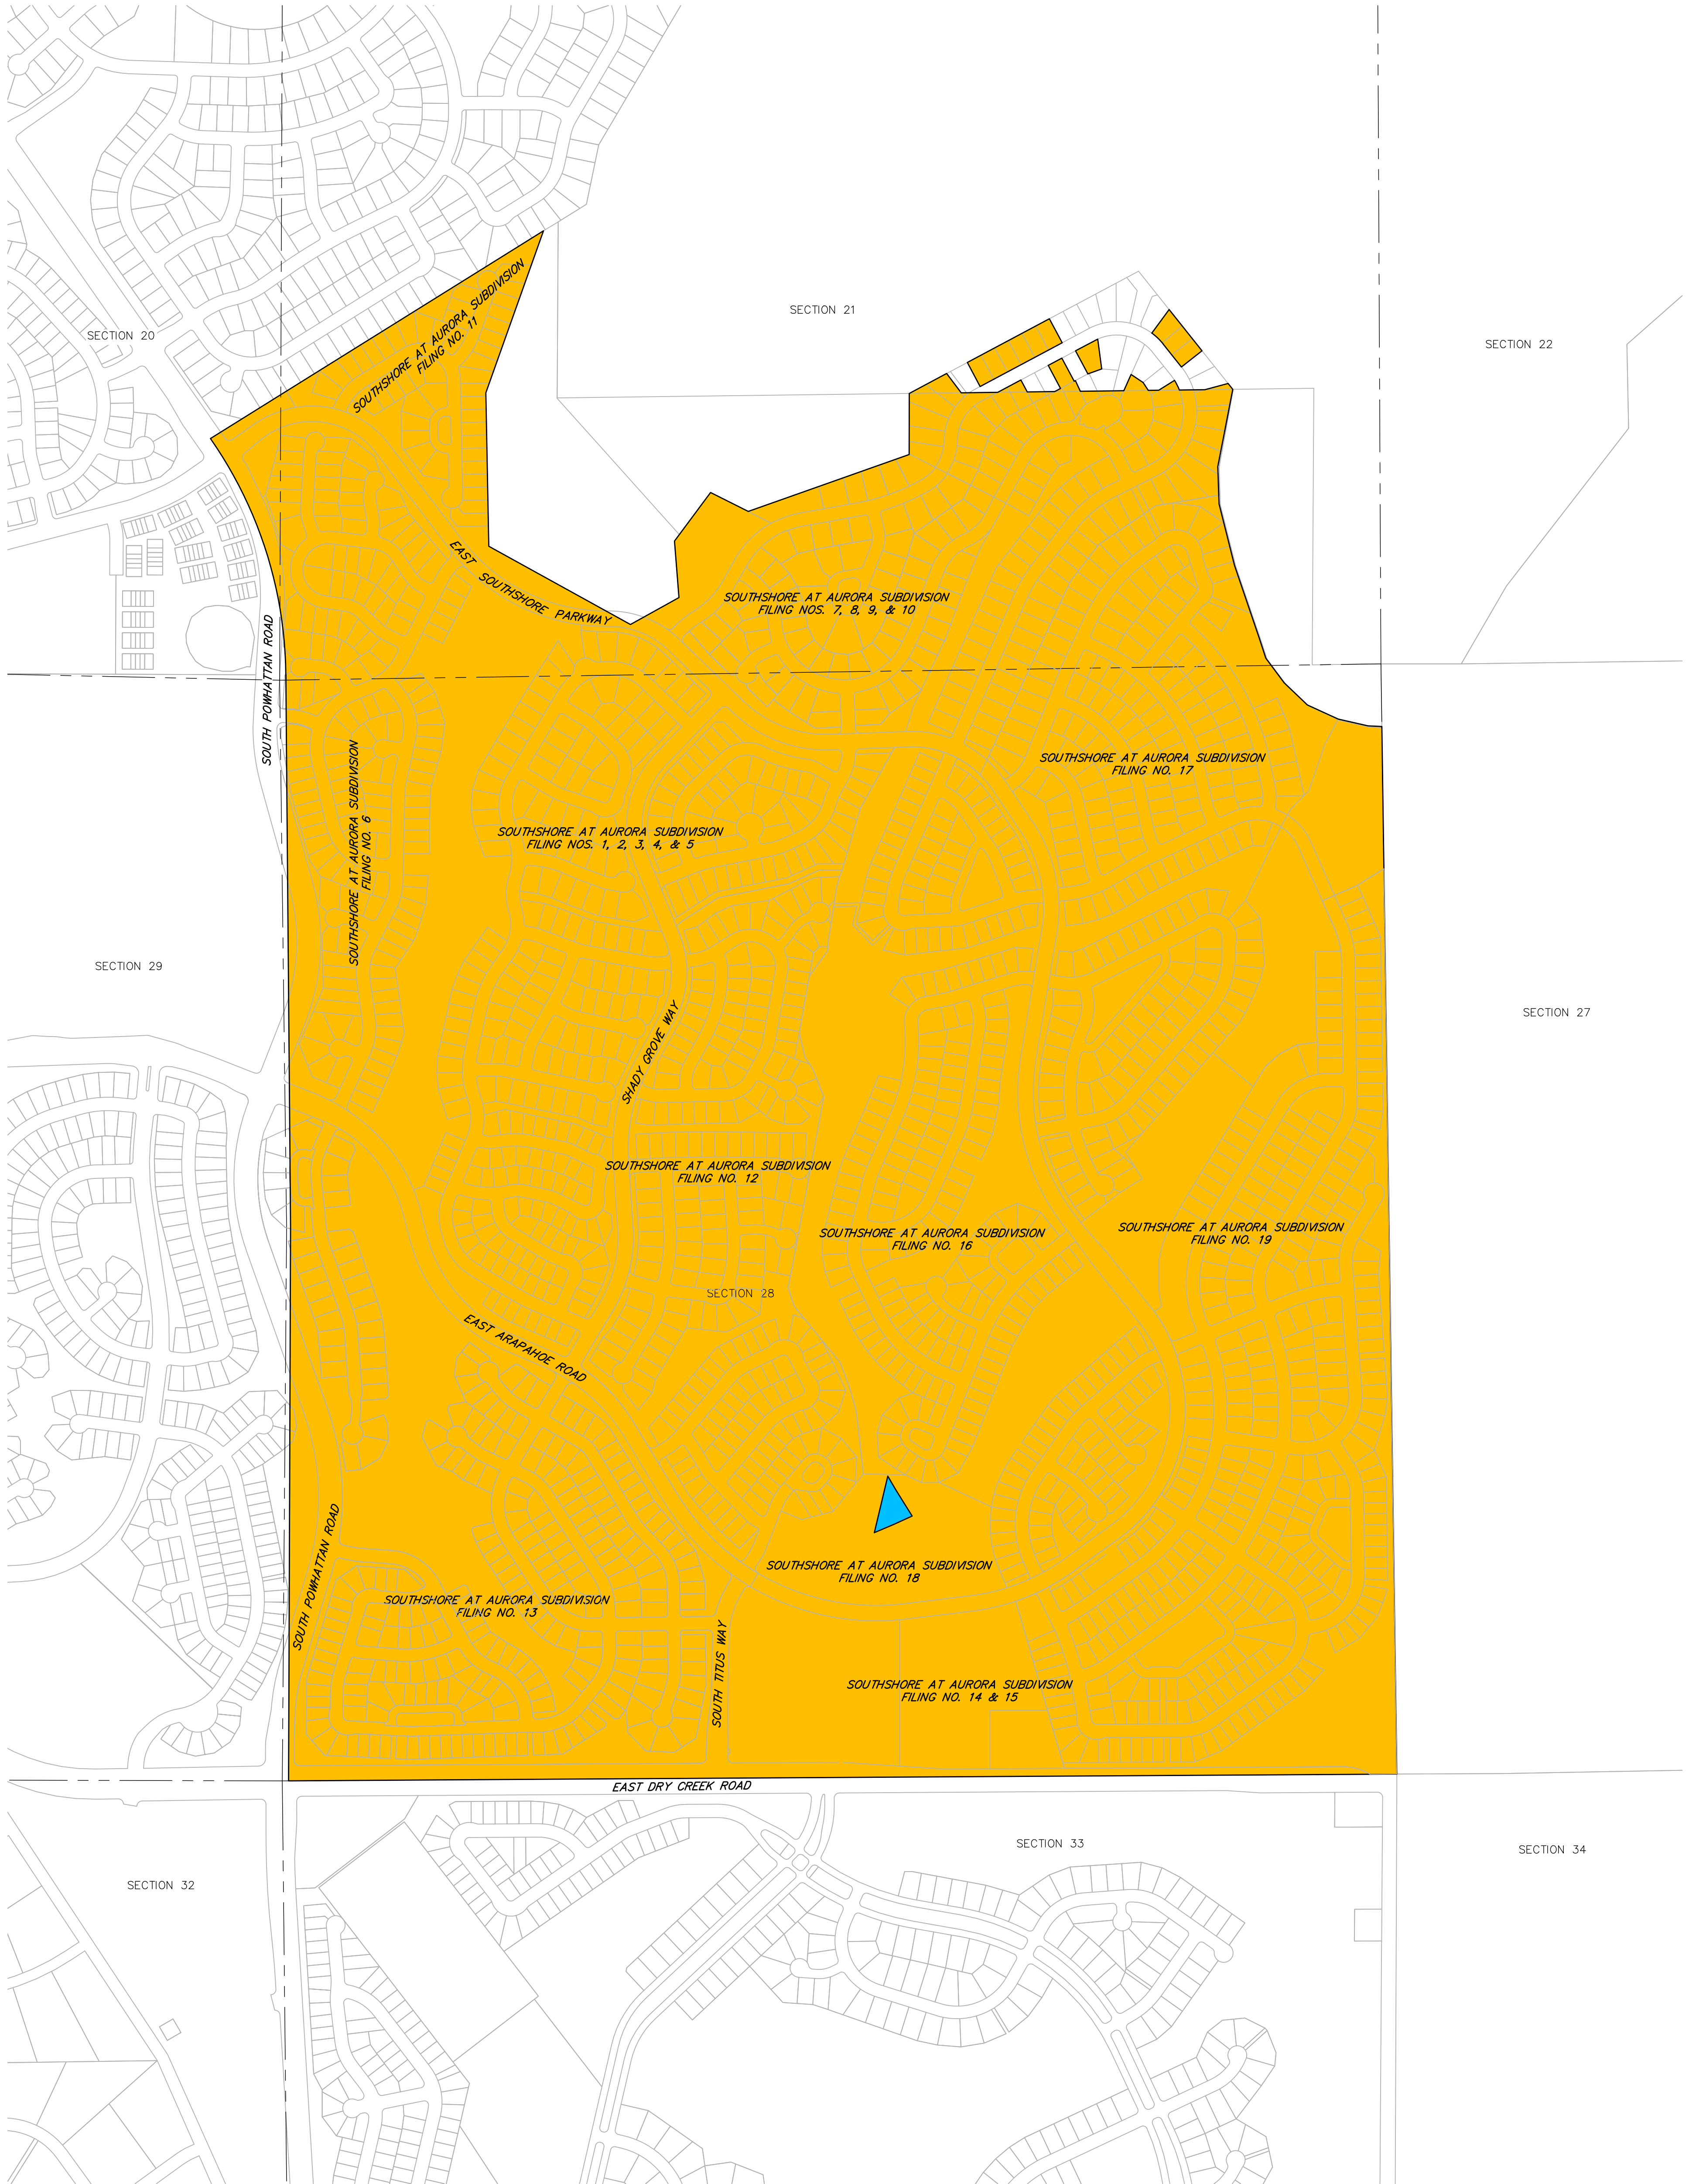 SOUTHSHORE AT AURORA SUBDIVISION
FILING NO. 11
SECTION 21
SECTION 20
SECTION 22
EAST SOUTHSHORE PARKWAY
SOUTHSHORE AT AURORA SUBDIVISION
FILING NOS. 7, 8, 9, & 10
SOUTH POWHATTAN ROAD
SOUTHSHORE AT AURORA SUBDIVISION
FILING NO. 17
SOUTHSHORE AT AURORA SUBDIVISION
FILING NO. 6
SOUTHSHORE AT AURORA SUBDIVISION
FILING NOS. 1, 2, 3, 4, & 5
SECTION 29
SECTION 27
SHADY GROVE WAY
SOUTHSHORE AT AURORA SUBDIVISION
FILING NO. 12
SOUTHSHORE AT AURORA SUBDIVISION
FILING NO. 16
SOUTHSHORE AT AURORA SUBDIVISION
FILING NO. 19
SECTION 28
EAST ARAPAHOE ROAD
SOUTH POWHATTAN ROAD
SOUTHSHORE AT AURORA SUBDIVISION
FILING NO. 18
SOUTHSHORE AT AURORA SUBDIVISION
FILING NO. 13
SOUTH TITUS WAY
SOUTHSHORE AT AURORA SUBDIVISION
FILING NO. 14 & 15
EAST DRY CREEK ROAD
SECTION 33
SECTION 34
SECTION 32